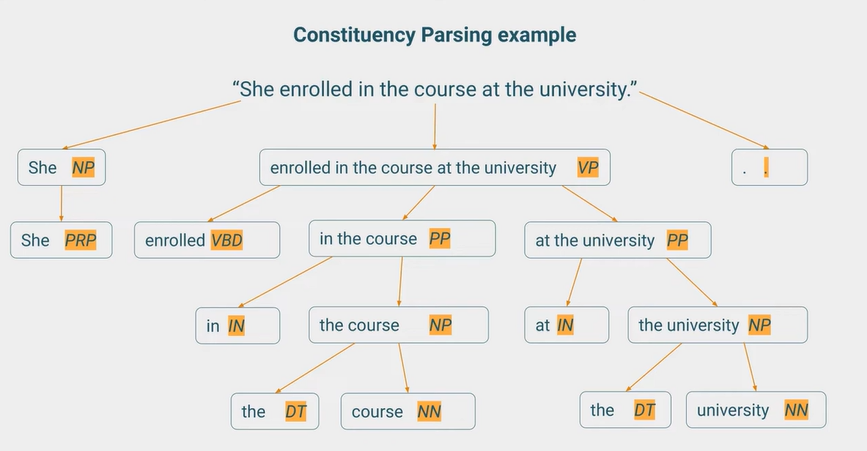 Constituency Parsing example
“She enrolled in the course at the university.”
She NP
enrolled in the course at the university VP
. .
She PRP
enrolled VBD
in the course PP
at the university PP
in IN
the course NP
at IN
the university NP
the DT
course NN
the DT
university NN